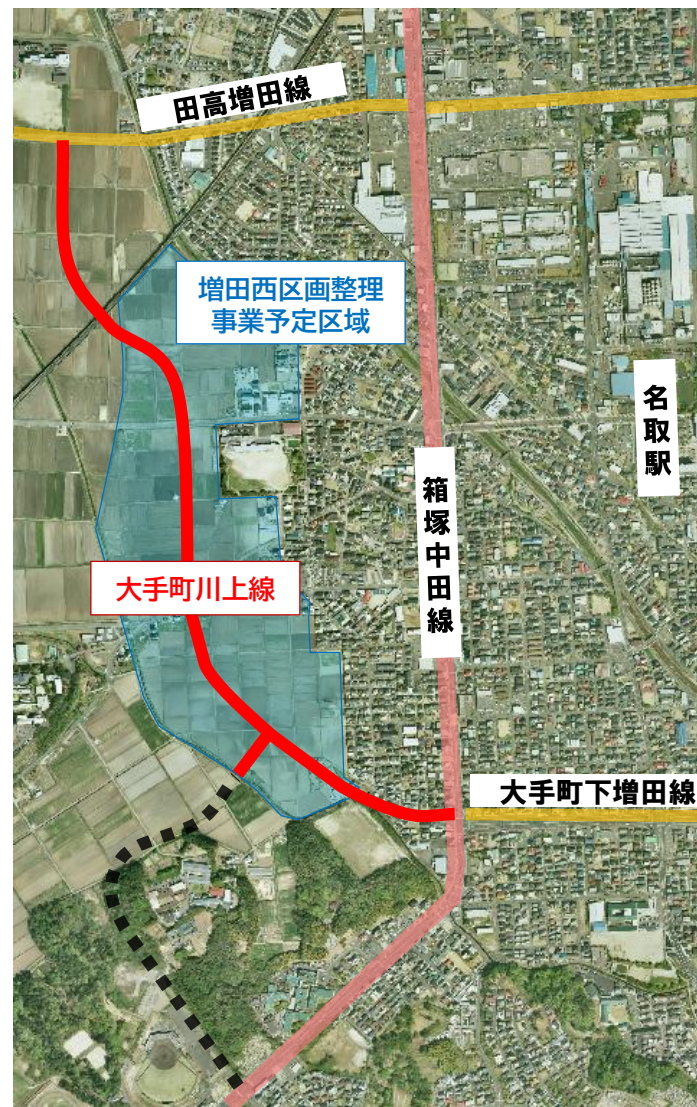 田高増田線
増田西区画整理
事業予定区域
名取駅
箱塚中田線
大手町川上線
大手町下増田線